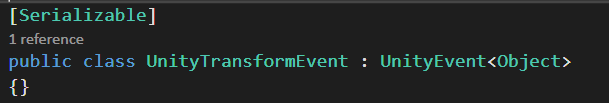 [Serializable]
1 reference
public class UnityTransformEvent : UnityEvent<Object>
{}